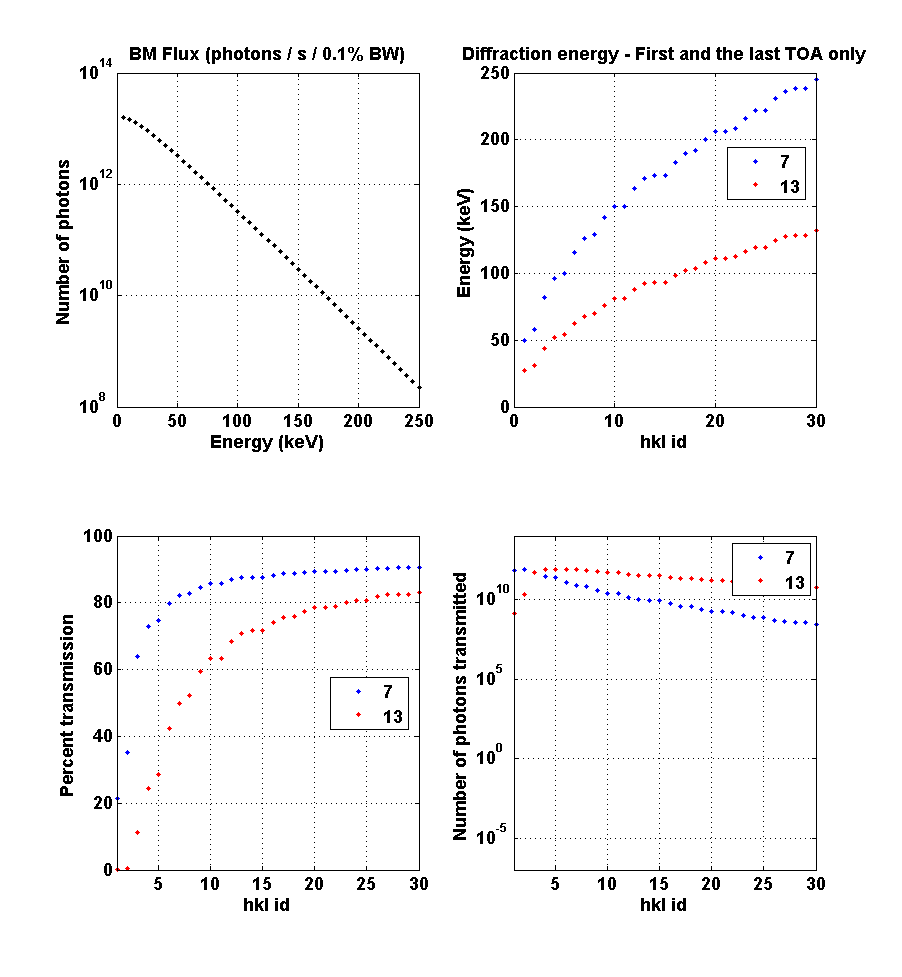 BM Flux (photons / s / 0.1% BW)
Number of photons
10^14
10^12
10^10
10^8
0 50 100 150 200 250
Energy (keV)
Diffraction energy - First and the last TOA only
Energy (keV)
250
200
150
100
50
0
7
13
0 10 20 30
hkl id
Percent transmission
100
80
60
40
20
0
7
13
5 10 15 20 25 30
hkl id
Number of photons transmitted
10^10
10^5
10^0
10^-5
7
13
5 10 15 20 25 30
hkl id